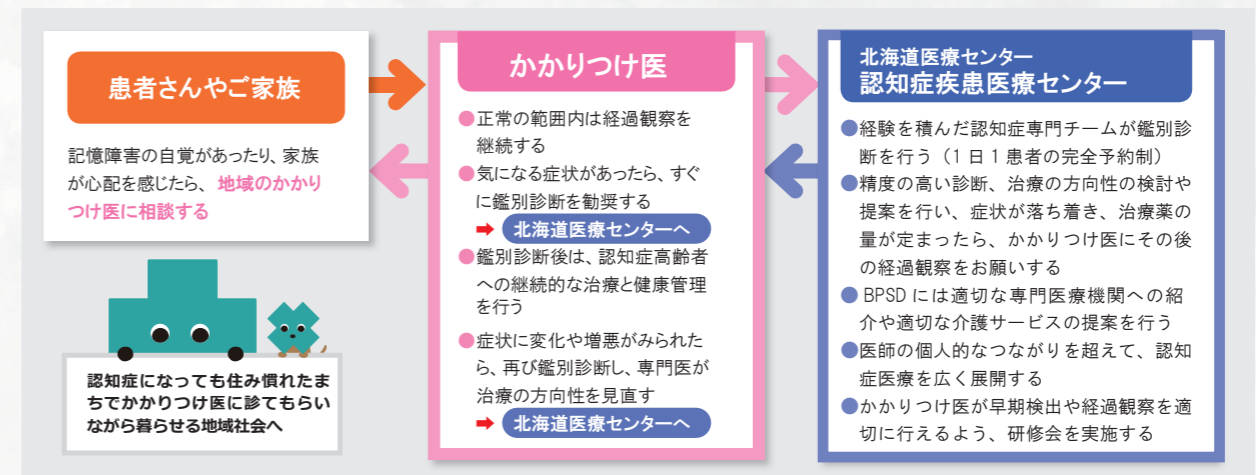 患者さんやご家族
記憶障害の自覚があったり、家族
が心配を感じたら、地域のかかり
つけ医に相談する
認知症になっても住み慣れたま
ちでかかりつけ医に診てもらい
ながら暮らせる地域社会へ
かかりつけ医
●正常の範囲内は経過観察を
継続する
●気になる症状があったら、すぐ
に鑑別診断を勧奨する
➡ 北海道医療センターへ
●鑑別診断後は、認知症高齢者
への継続的な治療と健康管理
を行う
●症状に変化や増悪がみられた
ら、再び鑑別診断し、専門医が
治療の方向性を見直す
➡ 北海道医療センターへ
北海道医療センター
認知症疾患医療センター
●経験を積んだ認知症専門チームが鑑別診
断を行う（1日1患者の完全予約制）
●精度の高い診断、治療の方向性の検討や
提案を行い、症状が落ち着き、治療薬の
量が定まったら、かかりつけ医にその後
の経過観察をお願いする
●BPSDには適切な専門医療機関への紹
介や適切な介護サービスの提案を行う
●医師の個人的なつながりを超えて、認知
症医療を広く展開する
●かかりつけ医が早期検出や経過観察を適
切に行えるよう、研修会を実施する